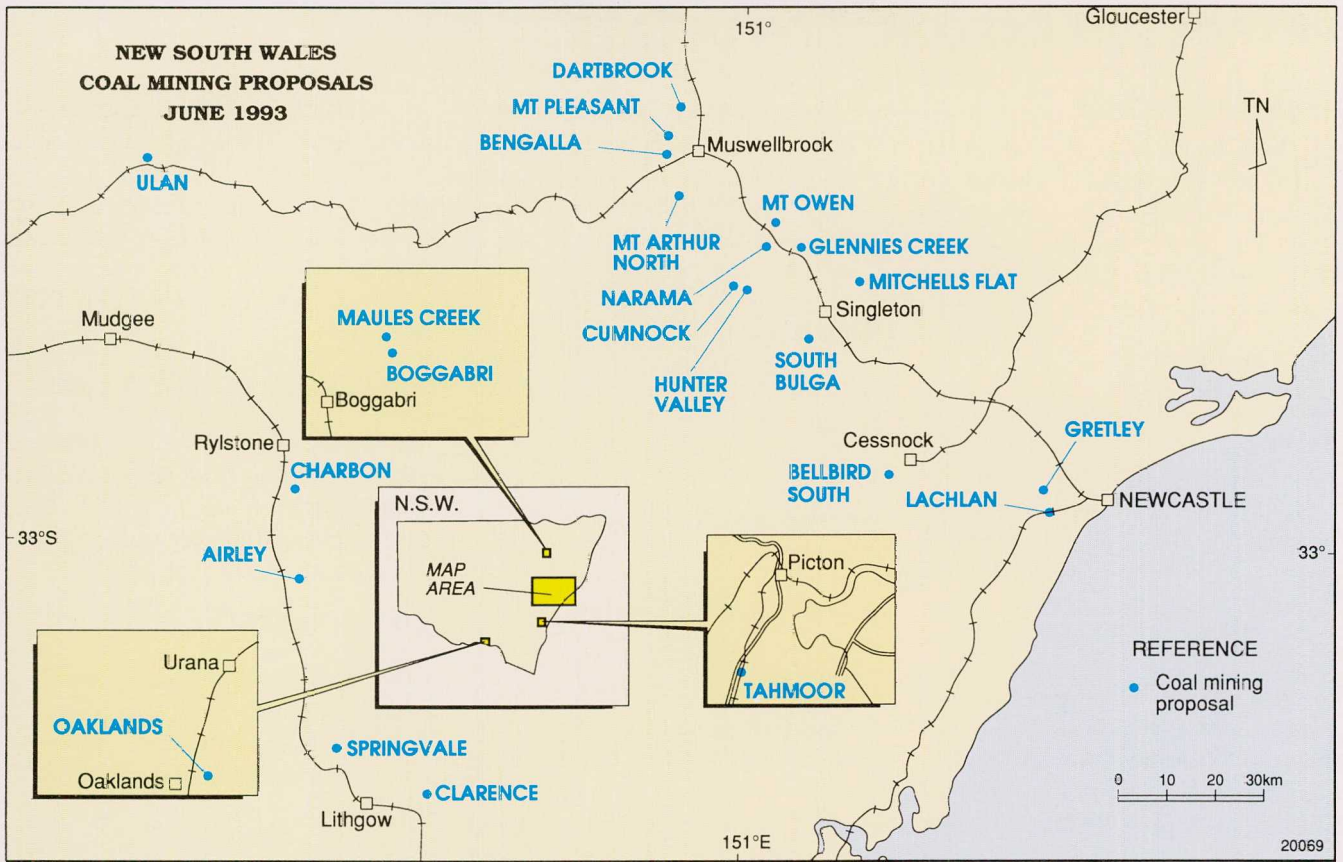 NEW SOUTH WALES
COAL MINING PROPOSALS
JUNE 1993
151°
Gloucester
TN
DARTBROOK
MT PLEASANT
BENGALLA
Muswellbrook
ULAN
MT OWEN
MT ARTHUR
NORTH
GLENNIES CREEK
MITCHELLS FLAT
NARAMA
Singleton
CUMNOCK
Mudgee
MAULES CREEK
BOGGABRI
Boggabri
HUNTER
VALLEY
SOUTH
BULGA
Rylstone
Cessnock
GRETLEY
CHARBON
BELLBIRD
SOUTH
LACHLAN
NEWCASTLE
N.S.W.
33°S
33°
AIRLEY
MAP
AREA
Picton
TAHMOOR
Urana
OAKLANDS
Oaklands
REFERENCE
Coal mining
proposal
SPRINGVALE
CLARENCE
Lithgow
0 10 20 30km
151°E
20069